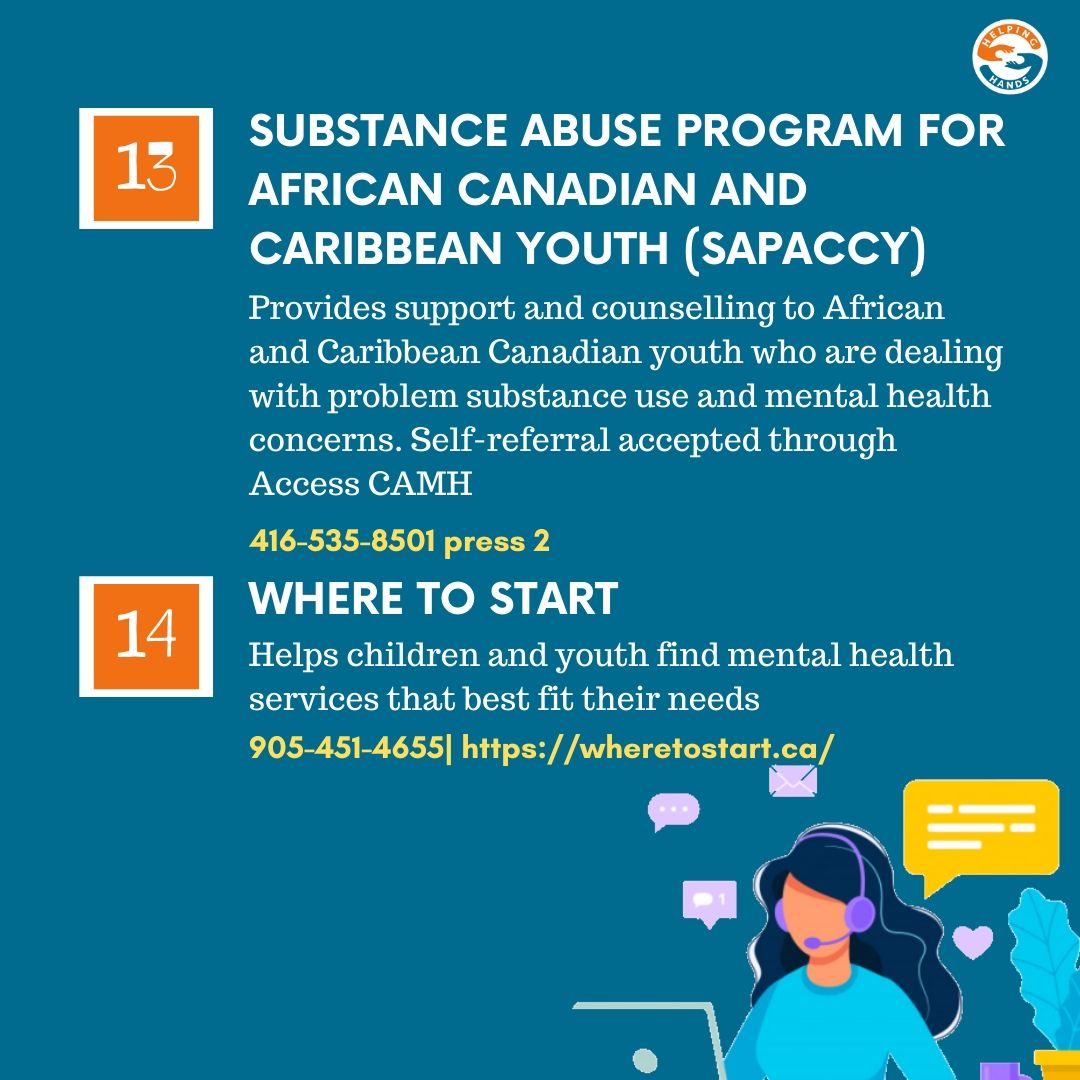 HELPING
HANDS
13
SUBSTANCE ABUSE PROGRAM FOR
AFRICAN CANADIAN AND
CARIBBEAN YOUTH (SAPACCY)
Provides support and counselling to African
and Caribbean Canadian youth who are dealing
with problem substance use and mental health
concerns. Self-referral accepted through
Access CAMH
416-535-8501 press 2
14
WHERE TO START
Helps children and youth find mental health
services that best fit their needs
905-451-4655| https://wheretostart.ca/
1